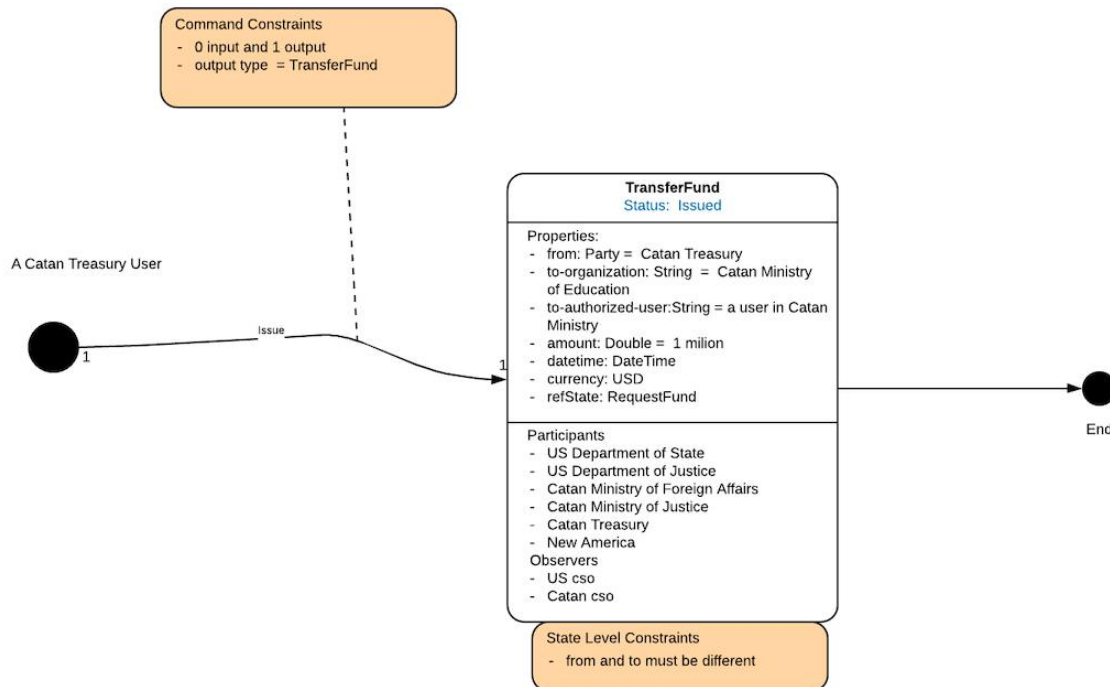 Command Constraints
- 0 input and 1 output
- output type = TransferFund
TransferFund
Status: Issued
Properties:
- from: Party = Catan Treasury
- to-organization: String = Catan Ministry
of Education
- to-authorized-user:String = a user in Catan
Ministry
- amount: Double = 1 milion
- datetime: DateTime
- currency: USD
- refState: RequestFund
A Catan Treasury User
Issue
1
1
End
Participants
- US Department of State
- US Department of Justice
- Catan Ministry of Foreign Affairs
- Catan Ministry of Justice
- Catan Treasury
- New America
Observers
- US cso
- Catan cso
State Level Constraints
- from and to must be different